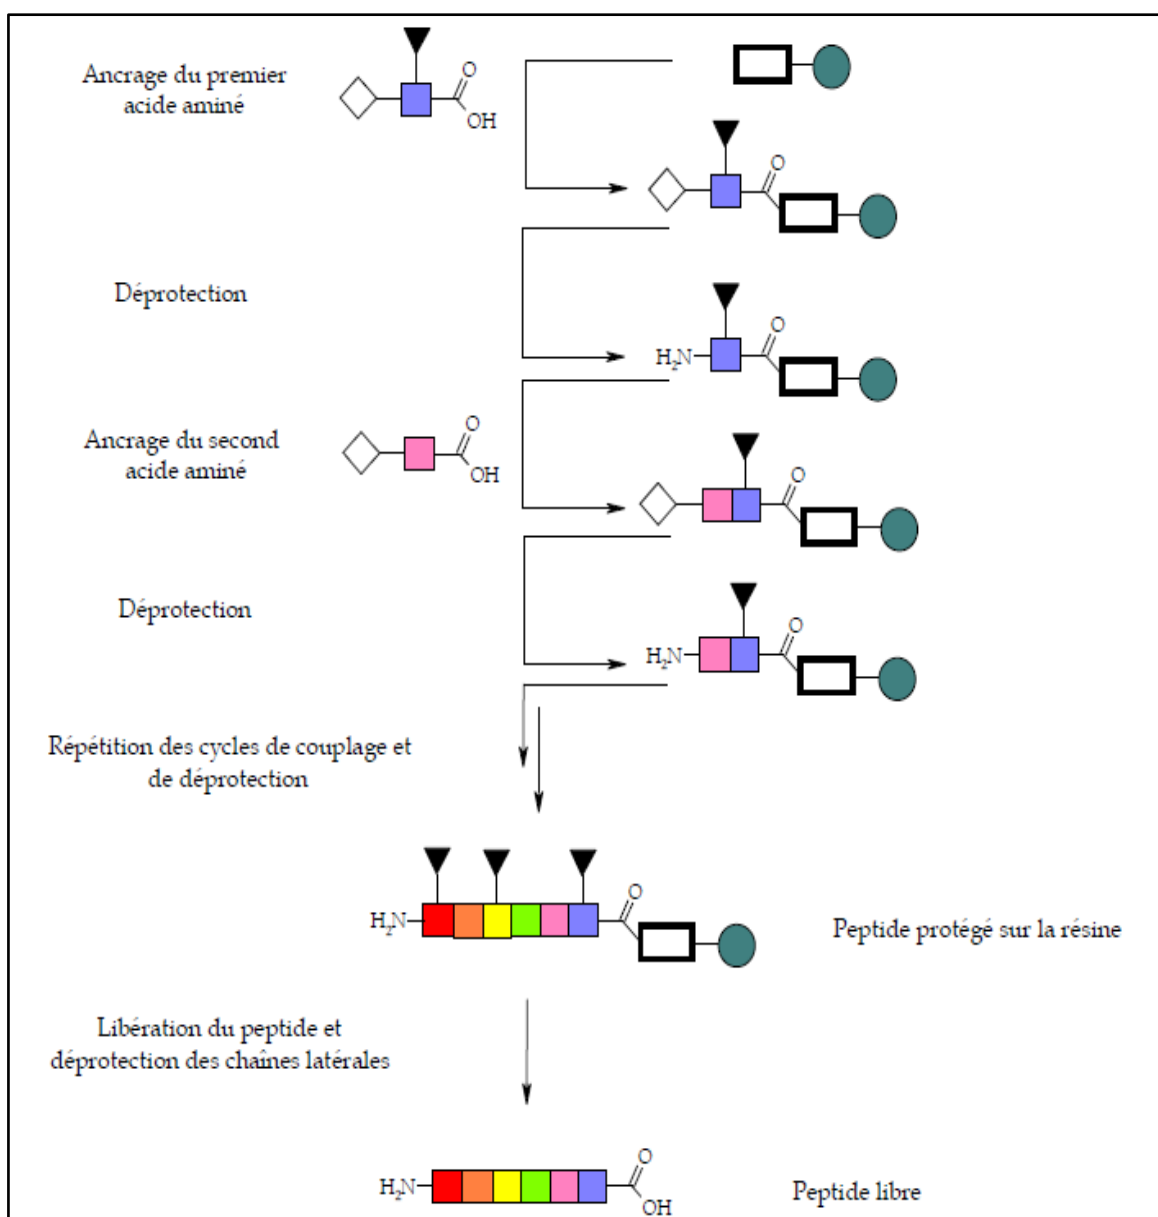 Ancrage du premier
acide aminé
O
OH
O
Déprotection
O
H₂N
Ancrage du second
acide aminé
O
OH
O
Déprotection
O
H₂N
Répétition des cycles de couplage et
de déprotection
O
H₂N
Peptide protégé sur la résine
Libération du peptide et
déprotection des chaînes latérales
O
H₂N
OH
Peptide libre